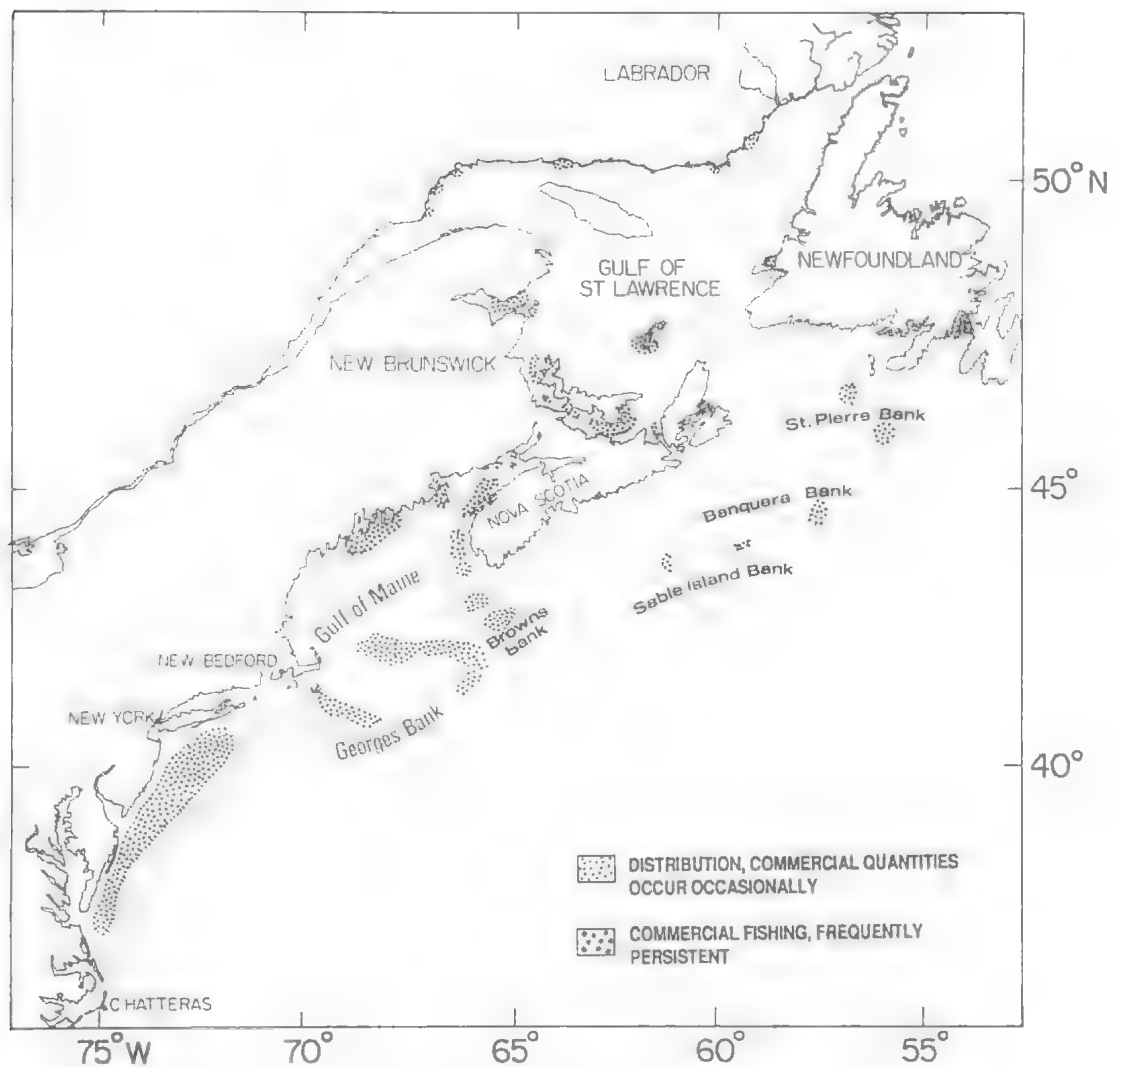 LABRADOR
50° N
NEWFOUNDLAND
GULF OF
ST LAWRENCE
NEW BRUNSWICK
St. Pierre Bank
45°
NOVA SCOTIA
Banquera Bank
Sable Island Bank
Gulf of Maine
Browns
bank
NEW BEDFORD
NEW YORK
Georges Bank
40°
DISTRIBUTION, COMMERCIAL QUANTITIES
OCCUR OCCASIONALLY
COMMERCIAL FISHING, FREQUENTLY
PERSISTENT
C HATTERAS
75° W
70°
65°
60°
55°